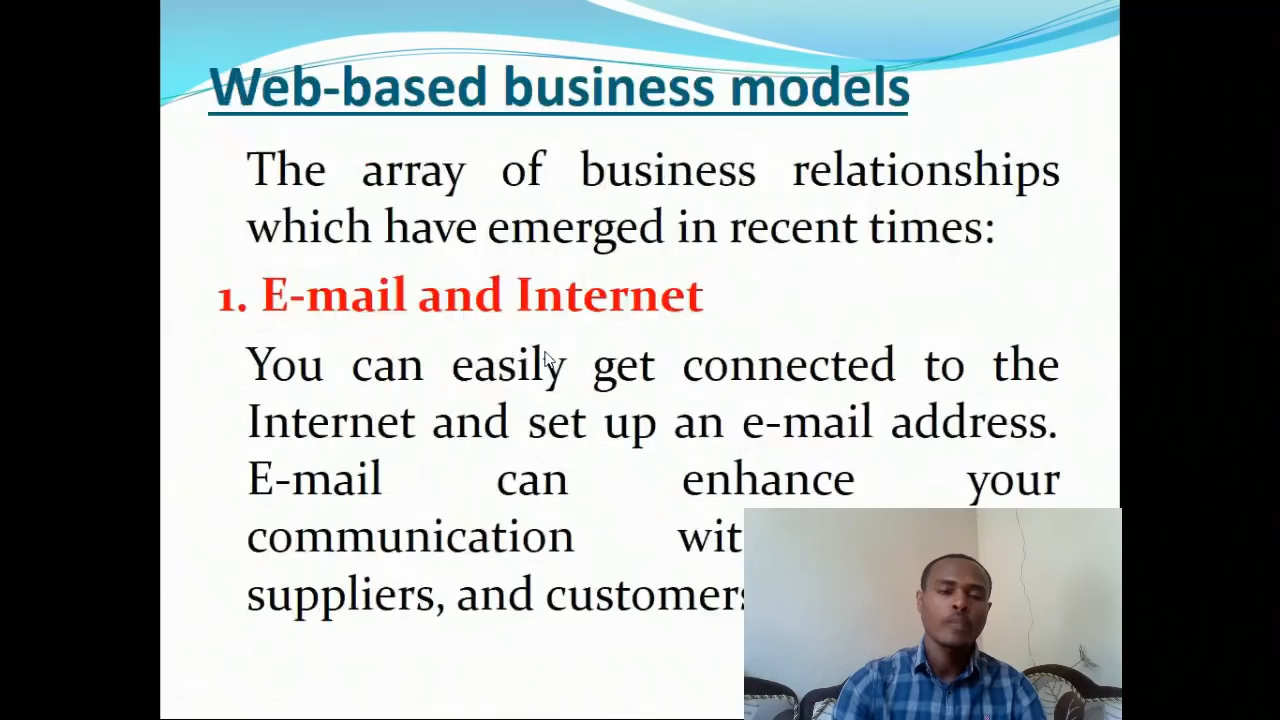 Web-based business models
The array of business relationships
which have emerged in recent times:
1. E-mail and Internet
You can easily get connected to the
Internet and set up an e-mail address.
E-mail can enhance your
communication
suppliers, and customers